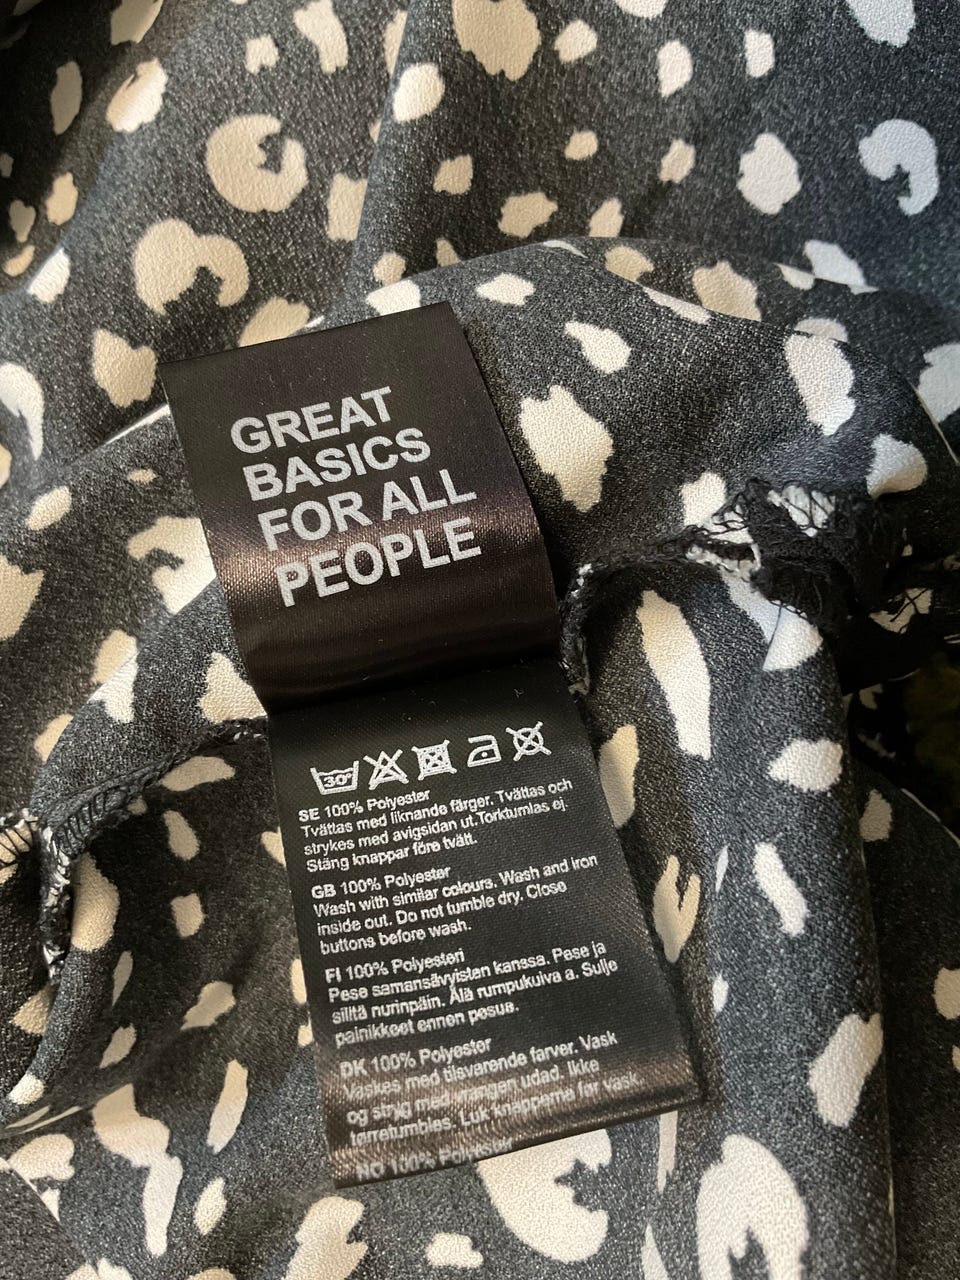 GREAT
BASICS
FOR ALL
PEOPLE
30°
SE 100% Polyester
Tvättas med liknande färger. Tvättas och
strykes med avigsidan ut.Torktumlas ej.
Stäng knappar före tvätt.
GB 100% Polyester
Wash with similar colours. Wash and iron
inside out. Do not tumble dry. Close
buttons before wash.
FI 100% Polyesteri
Pese samansävyisten kanssa. Pese ja
silitä nurinpäin. Älä rumpukuiva a. Sulje
painikkeet ennen pesua.
DK 100% Polyester
Vaskes med tilsvarende farver. Vask
og stryg med vrangen udad. Ikke
tørretumbles. Luk knapperne før vask.
NO 100% Polyester